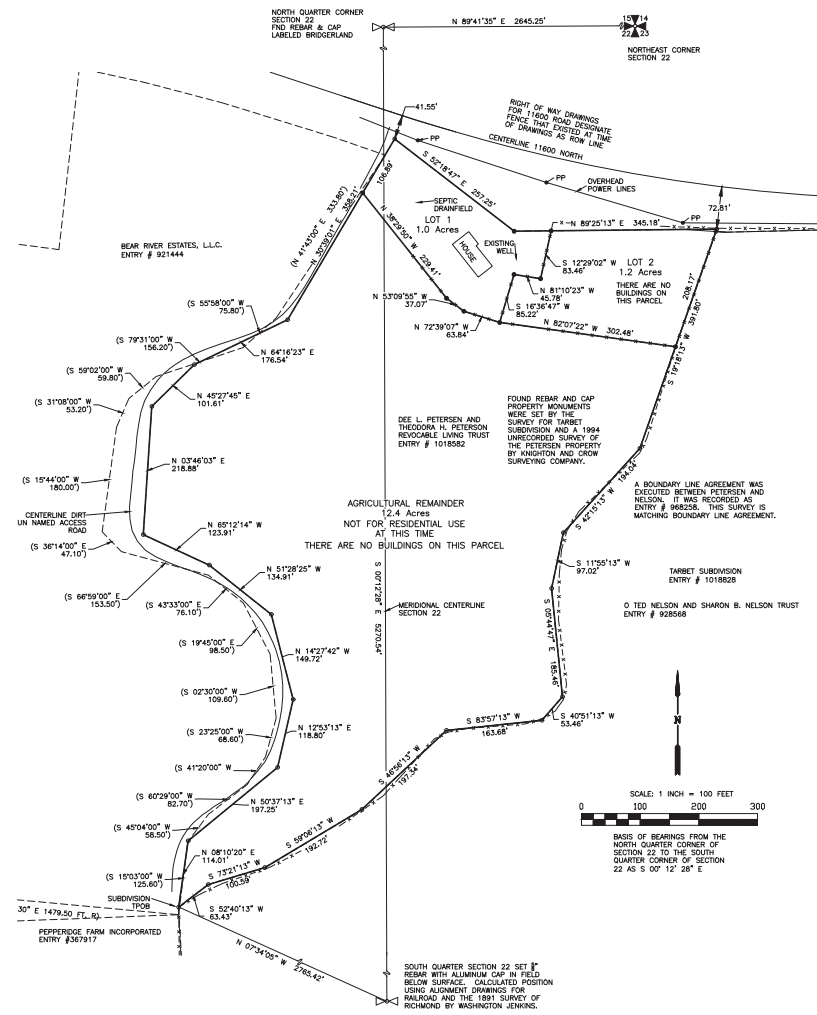 NORTH QUARTER CORNER
SECTION 22
FND REBAR & CAP
LABELED BRIDGERLAND
N 89°41'35" E 2645.25'
15 14
22 23
NORTHEAST CORNER
SECTION 22
41.55'
RIGHT OF WAY DRAWINGS
FOR 11600 ROAD DESIGNATE
FENCE THAT EXISTED AT TIME
OF DRAWINGS AS ROW LINE
CENTERLINE 11600 NORTH
PP
PP
PP
OVERHEAD
POWER LINES
72.81'
106.89'
S 52°18'47" E 257.25'
(N 41°43'00" E 333.80')
N 30°39'01" E 358.21'
SEPTIC
DRAINFIELD
LOT 1
1.0 Acres
N 89°25'13" E 345.18'
EXISTING
WELL
HOUSE
N 38°29'50" W 229.41'
S 12°29'02" W
83.46'
LOT 2
1.2 Acres
THERE ARE NO
BUILDINGS ON
THIS PARCEL
208.17'
S 19°18'13" W 391.80'
BEAR RIVER ESTATES, L.L.C.
ENTRY # 921444
N 81°10'23" W
45.78'
S 16°36'47" W
85.22'
N 53°09'55" W
37.07'
N 72°39'07" W
63.84'
N 82°07'22" W 302.48'
(S 55°58'00" W
75.80')
(S 79°31'00" W
156.20')
N 64°16'23" E
176.54'
(S 59°02'00" W
59.80')
(S 31°08'00" W
53.20')
N 45°27'45" E
101.61'
DEE L. PETERSEN AND
THEODORA H. PETERSON
REVOCABLE LIVING TRUST
ENTRY # 1018582
FOUND REBAR AND CAP
PROPERTY MONUMENTS
WERE SET BY THE
SURVEY FOR TARBET
SUBDIVISION AND A 1994
UNRECORDED SURVEY OF
THE PETERSEN PROPERTY
BY KNIGHTON AND CROW
SURVEYING COMPANY.
N 03°46'03" E
218.88'
(S 15°44'00" W
180.00')
S 42°15'13" W 194.04'
A BOUNDARY LINE AGREEMENT WAS
EXECUTED BETWEEN PETERSEN AND
NELSON. IT WAS RECORDED AS
ENTRY # 968258. THIS SURVEY IS
MATCHING BOUNDARY LINE AGREEMENT.
CENTERLINE DIRT
UN NAMED ACCESS
ROAD
AGRICULTURAL REMAINDER
12.4 Acres
NOT FOR RESIDENTIAL USE
AT THIS TIME
THERE ARE NO BUILDINGS ON THIS PARCEL
(S 36°14'00" E
47.10')
N 65°12'14" W
123.91'
S 11°55'13" W
97.02'
N 51°28'25" W
134.91'
TARBET SUBDIVISION
ENTRY # 1018828
(S 66°59'00" E
153.50')
(S 43°33'00" E
76.10')
S 00°12'28" E 5270.54'
MERIDIONAL CENTERLINE
SECTION 22
O TED NELSON AND SHARON B. NELSON TRUST
ENTRY # 928568
(S 19°45'00" E
98.50')
S 05°44'47" E 185.46'
N 14°27'42" W
149.72'
(S 02°30'00" W
109.60')
(S 23°25'00" W
68.60')
N 12°53'13" E
118.80'
S 83°57'13" W
163.68'
S 40°51'13" W
53.46'
N
(S 41°20'00" W
S 46°56'13" W
197.34'
(S 60°29'00" W
82.70')
N 50°37'13" E
197.25'
SCALE: 1 INCH = 100 FEET
0 100 200 300
(S 45°04'00" W
58.50')
S 59°06'13" W
192.72'
BASIS OF BEARINGS FROM THE
NORTH QUARTER CORNER OF
SECTION 22 TO THE SOUTH
QUARTER CORNER OF SECTION
22 AS S 00° 12' 28" E
N 08°10'20" E
114.01'
(S 15°03'00" W
125.60')
S 73°21'13" W
100.59'
SUBDIVISION
TPOB
S 52°40'13" W
63.43'
30" E 1479.50 FT, R)
PEPPERIDGE FARM INCORPORATED
ENTRY #367917
N 07°34'05" W 2765.42'
SOUTH QUARTER SECTION 22 SET
REBAR WITH ALUMINUM CAP IN FIELD
BELOW SURFACE. CALCULATED POSITION
USING ALIGNMENT DRAWINGS FOR
RAILROAD AND THE 1891 SURVEY OF
RICHMOND BY WASHINGTON JENKINS.